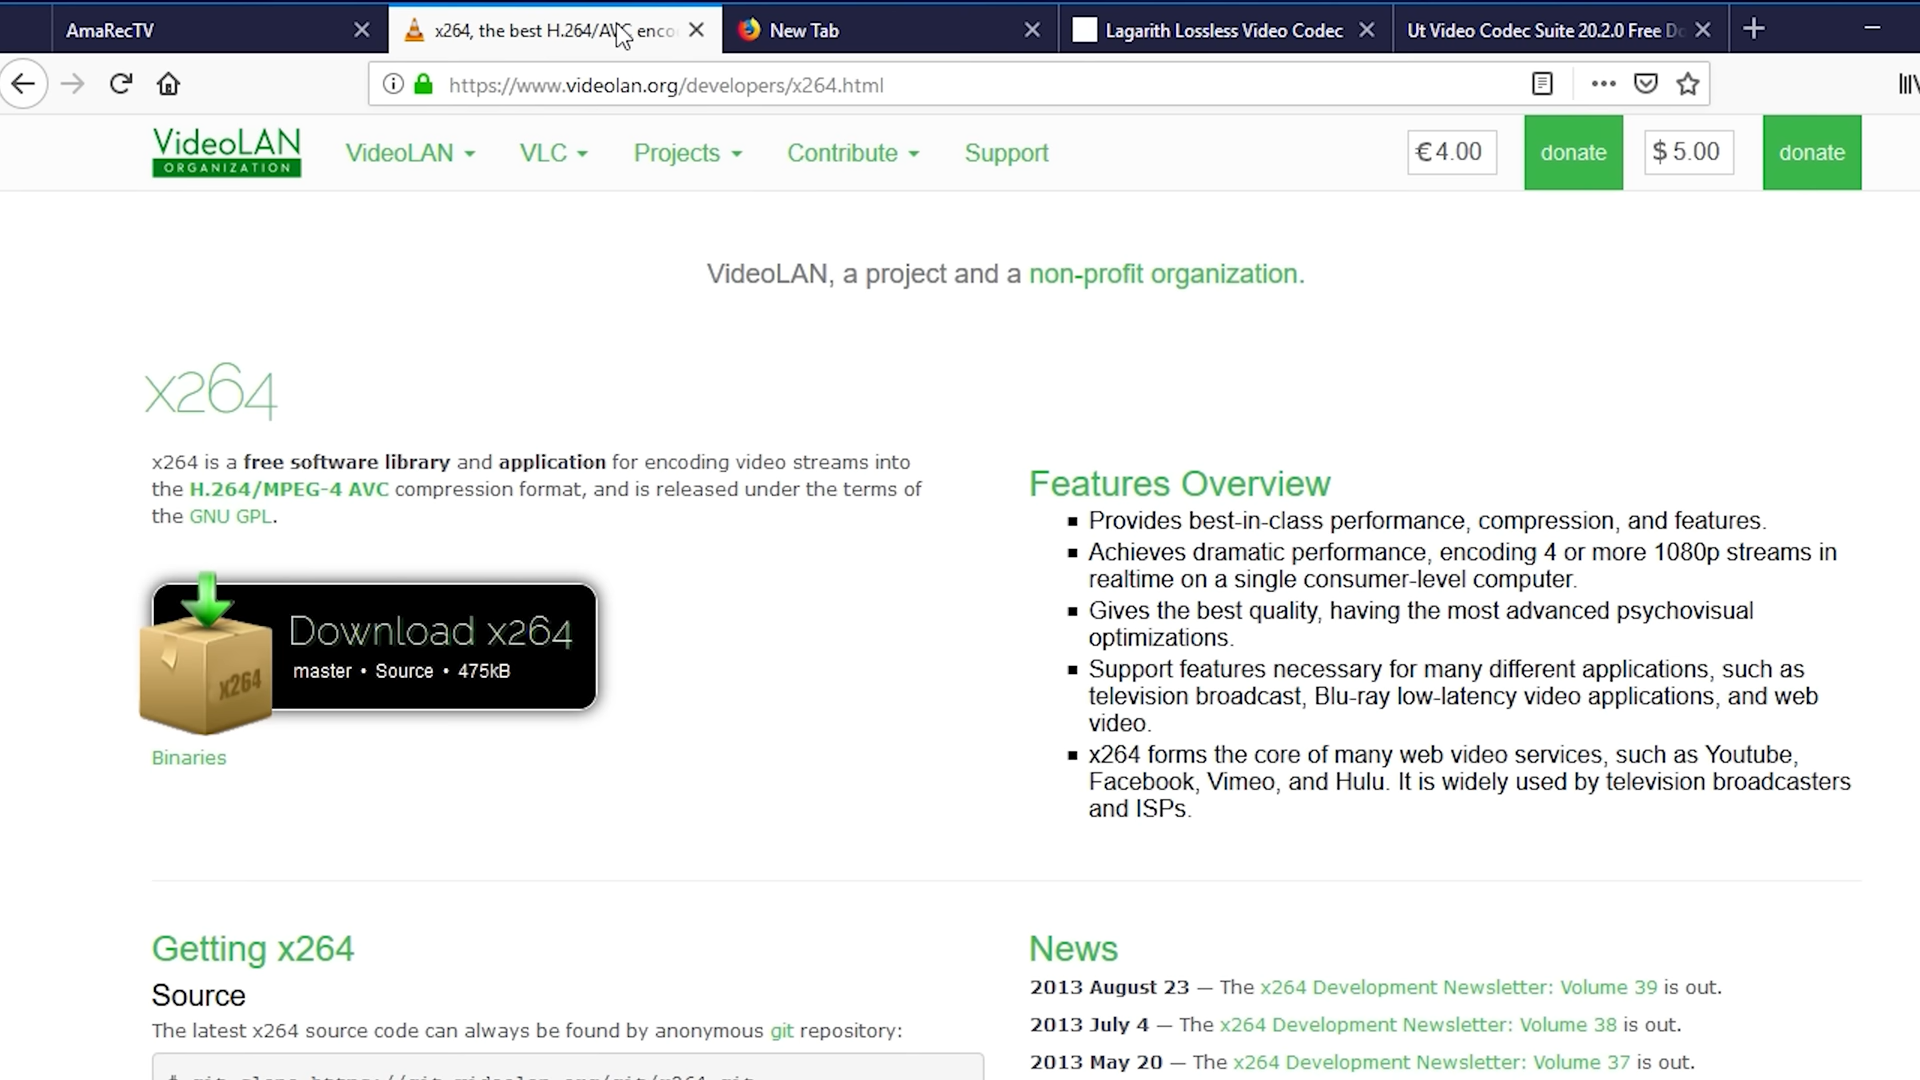 AmaRecTV
x264, the best H.264/AVC enco
New Tab
Lagarith Lossless Video Codec
Ut Video Codec Suite 20.2.0 Free Do
https://www.videolan.org/developers/x264.html
VideoLAN
ORGANIZATION
VideoLAN
VLC
Projects
Contribute
Support
€ 4.00
donate
$ 5.00
donate
VideoLAN, a project and a non-profit organization.
x264
x264 is a free software library and application for encoding video streams into
the H.264/MPEG-4 AVC compression format, and is released under the terms of
the GNU GPL.
Download x264
master • Source • 475kB
x264
Binaries
Features Overview
Provides best-in-class performance, compression, and features.
Achieves dramatic performance, encoding 4 or more 1080p streams in
realtime on a single consumer-level computer.
Gives the best quality, having the most advanced psychovisual
optimizations.
Support features necessary for many different applications, such as
television broadcast, Blu-ray low-latency video applications, and web
video.
x264 forms the core of many web video services, such as Youtube,
Facebook, Vimeo, and Hulu. It is widely used by television broadcasters
and ISPs.
Getting x264
Source
The latest x264 source code can always be found by anonymous git repository:
# git clone https://git.videolan.org/git/x264.git
News
2013 August 23 — The x264 Development Newsletter: Volume 39 is out.
2013 July 4 — The x264 Development Newsletter: Volume 38 is out.
2013 May 20 — The x264 Development Newsletter: Volume 37 is out.